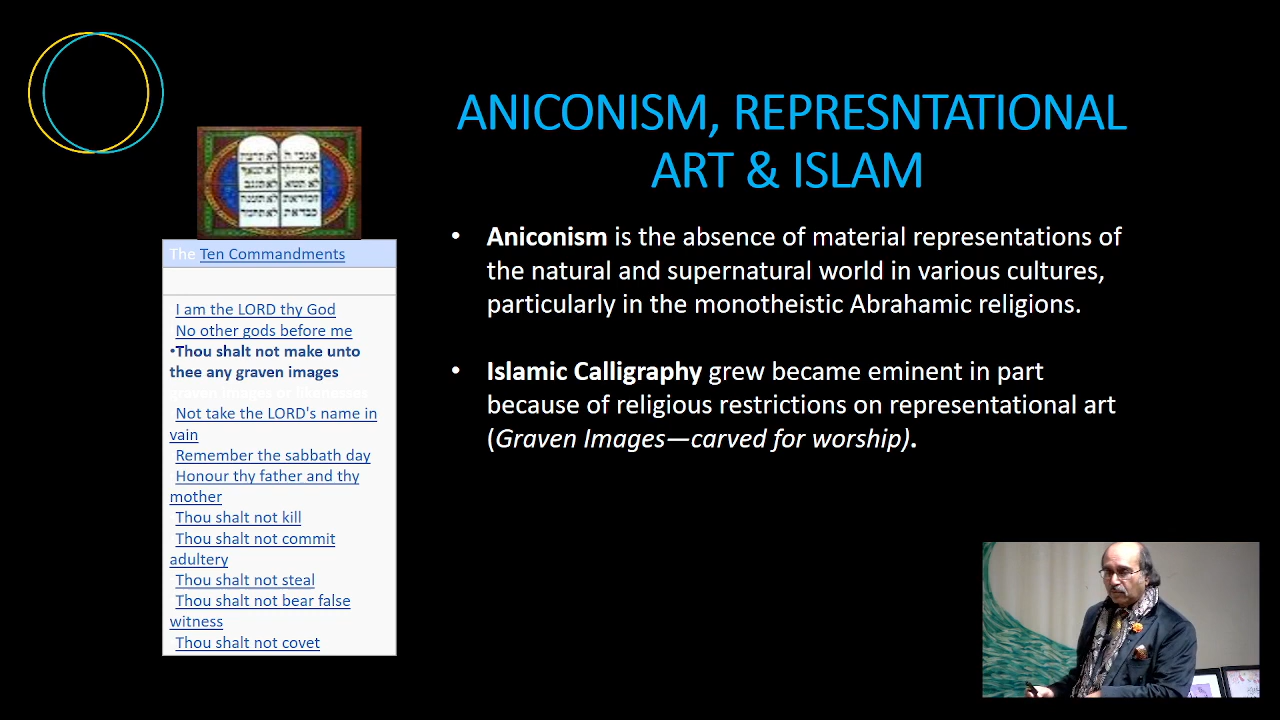 ANICONISM, REPRESNTATIONAL
ART & ISLAM
• Aniconism is the absence of material representations of
the natural and supernatural world in various cultures,
particularly in the monotheistic Abrahamic religions.
• Islamic Calligraphy grew became eminent in part
because of religious restrictions on representational art
(Graven Images—carved for worship).
The Ten Commandments
I am the LORD thy God
No other gods before me
•Thou shalt not make unto
thee any graven images
graven images or likenesses
Not take the LORD's name in
vain
Remember the sabbath day
Honour thy father and thy
mother
Thou shalt not kill
Thou shalt not commit
adultery
Thou shalt not steal
Thou shalt not bear false
witness
Thou shalt not covet